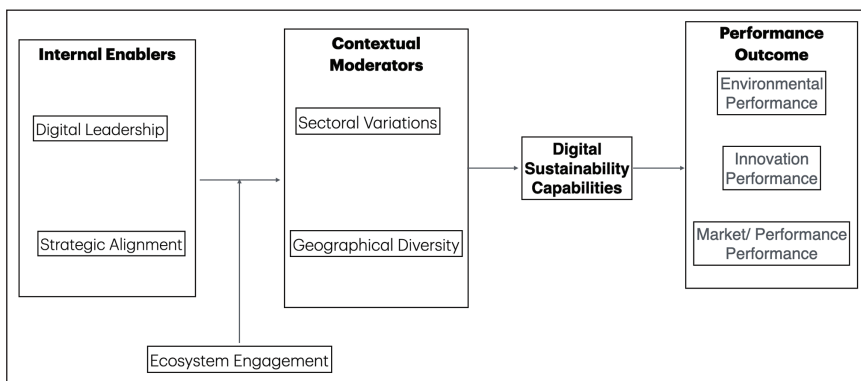 Internal Enablers
Digital Leadership
Strategic Alignment
Ecosystem Engagement
Contextual
Moderators
Sectoral Variations
Geographical Diversity
Digital
Sustainability
Capabilities
Performance
Outcome
Environmental
Performance
Innovation
Performance
Market/ Performance
Performance